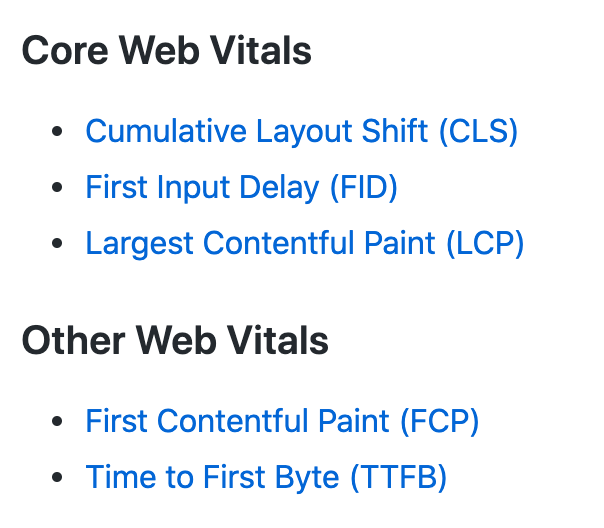 Core Web Vitals
• Cumulative Layout Shift (CLS)
• First Input Delay (FID)
• Largest Contentful Paint (LCP)
Other Web Vitals
• First Contentful Paint (FCP)
• Time to First Byte (TTFB)